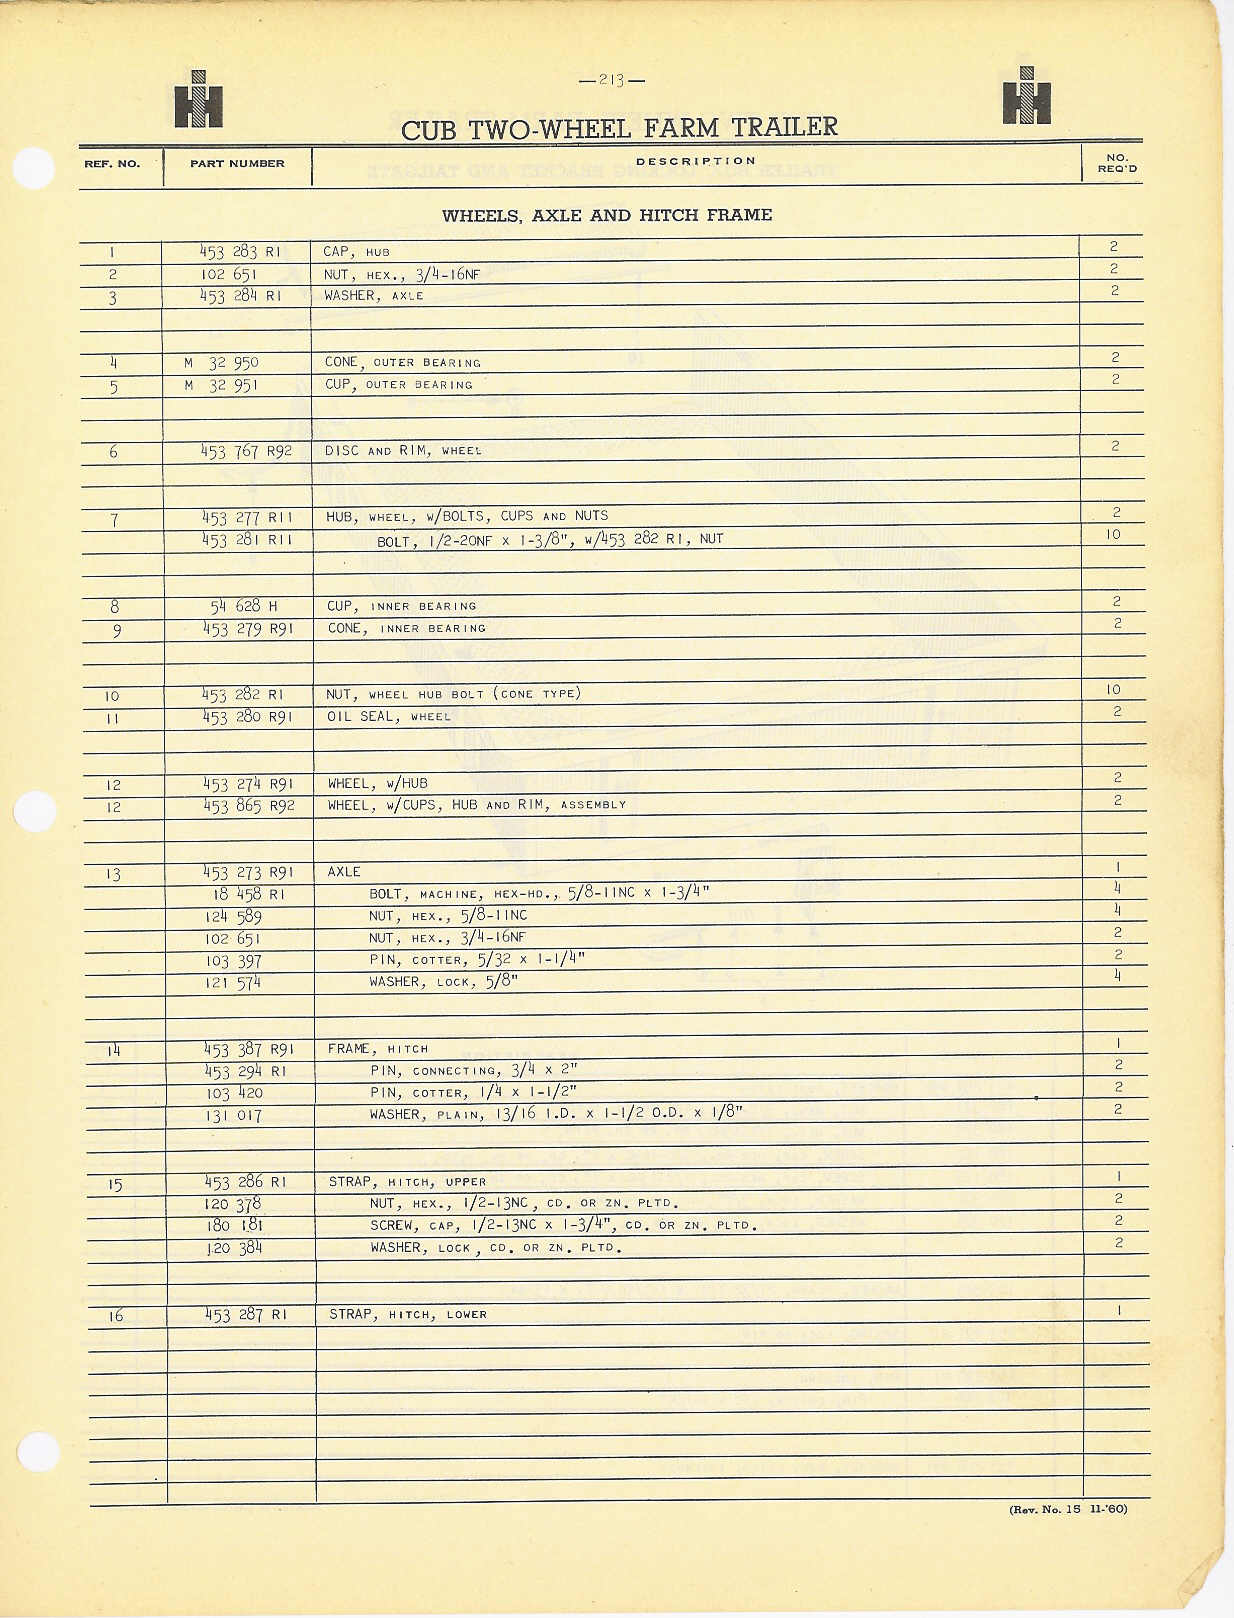 —213—
CUB TWO-WHEEL FARM TRAILER
REF. NO. PART NUMBER DESCRIPTION NO. REQ'D
WHEELS, AXLE AND HITCH FRAME
1 453 283 R1 CAP, HUB 2
2 102 651 NUT, HEX., 3/4-16NF 2
3 453 284 R1 WASHER, AXLE 2
4 M 32 950 CONE, OUTER BEARING 2
5 M 32 951 CUP, OUTER BEARING 2
6 453 767 R92 DISC AND RIM, WHEEL 2
7 453 277 R11 HUB, WHEEL, W/BOLTS, CUPS AND NUTS 2
453 281 R11 BOLT, 1/2-20NF X 1-3/8", W/453 282 R1, NUT 10
8 54 628 H CUP, INNER BEARING 2
9 453 279 R91 CONE, INNER BEARING 2
10 453 282 R1 NUT, WHEEL HUB BOLT (CONE TYPE) 10
11 453 280 R91 OIL SEAL, WHEEL 2
12 453 274 R91 WHEEL, W/HUB 2
12 453 865 R92 WHEEL, W/CUPS, HUB AND RIM, ASSEMBLY 2
13 453 273 R91 AXLE 1
18 458 R1 BOLT, MACHINE, HEX-HD., 5/8-11NC X 1-3/4" 4
124 589 NUT, HEX., 5/8-11NC 4
102 651 NUT, HEX., 3/4-16NF 2
103 397 PIN, COTTER, 5/32 X 1-1/4" 2
121 574 WASHER, LOCK, 5/8" 4
14 453 387 R91 FRAME, HITCH 1
453 294 R1 PIN, CONNECTING, 3/4 X 2" 2
103 420 PIN, COTTER, 1/4 X 1-1/2" 2
131 017 WASHER, PLAIN, 13/16 I.D. X 1-1/2 O.D. X 1/8" 2
15 453 286 R1 STRAP, HITCH, UPPER 1
120 378 NUT, HEX., 1/2-13NC, CD. OR ZN. PLTD. 2
180 181 SCREW, CAP, 1/2-13NC X 1-3/4", CD. OR ZN. PLTD. 2
120 384 WASHER, LOCK, CD. OR ZN. PLTD. 2
16 453 287 R1 STRAP, HITCH, LOWER 1
(Rev. No. 15 11-'60)